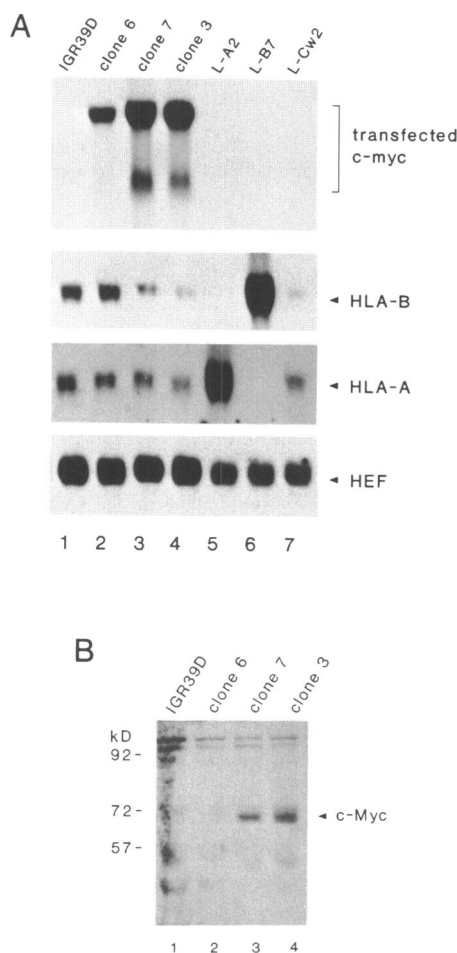 A
IGR39D
clone 6
clone 7
clone 3
L-A2
L-B7
L-Cw2
transfected
c-myc
HLA-B
HLA-A
HEF
1 2 3 4 5 6 7
B
IGR39D
clone 6
clone 7
clone 3
kD
92-
72-
c-Myc
57-
1 2 3 4